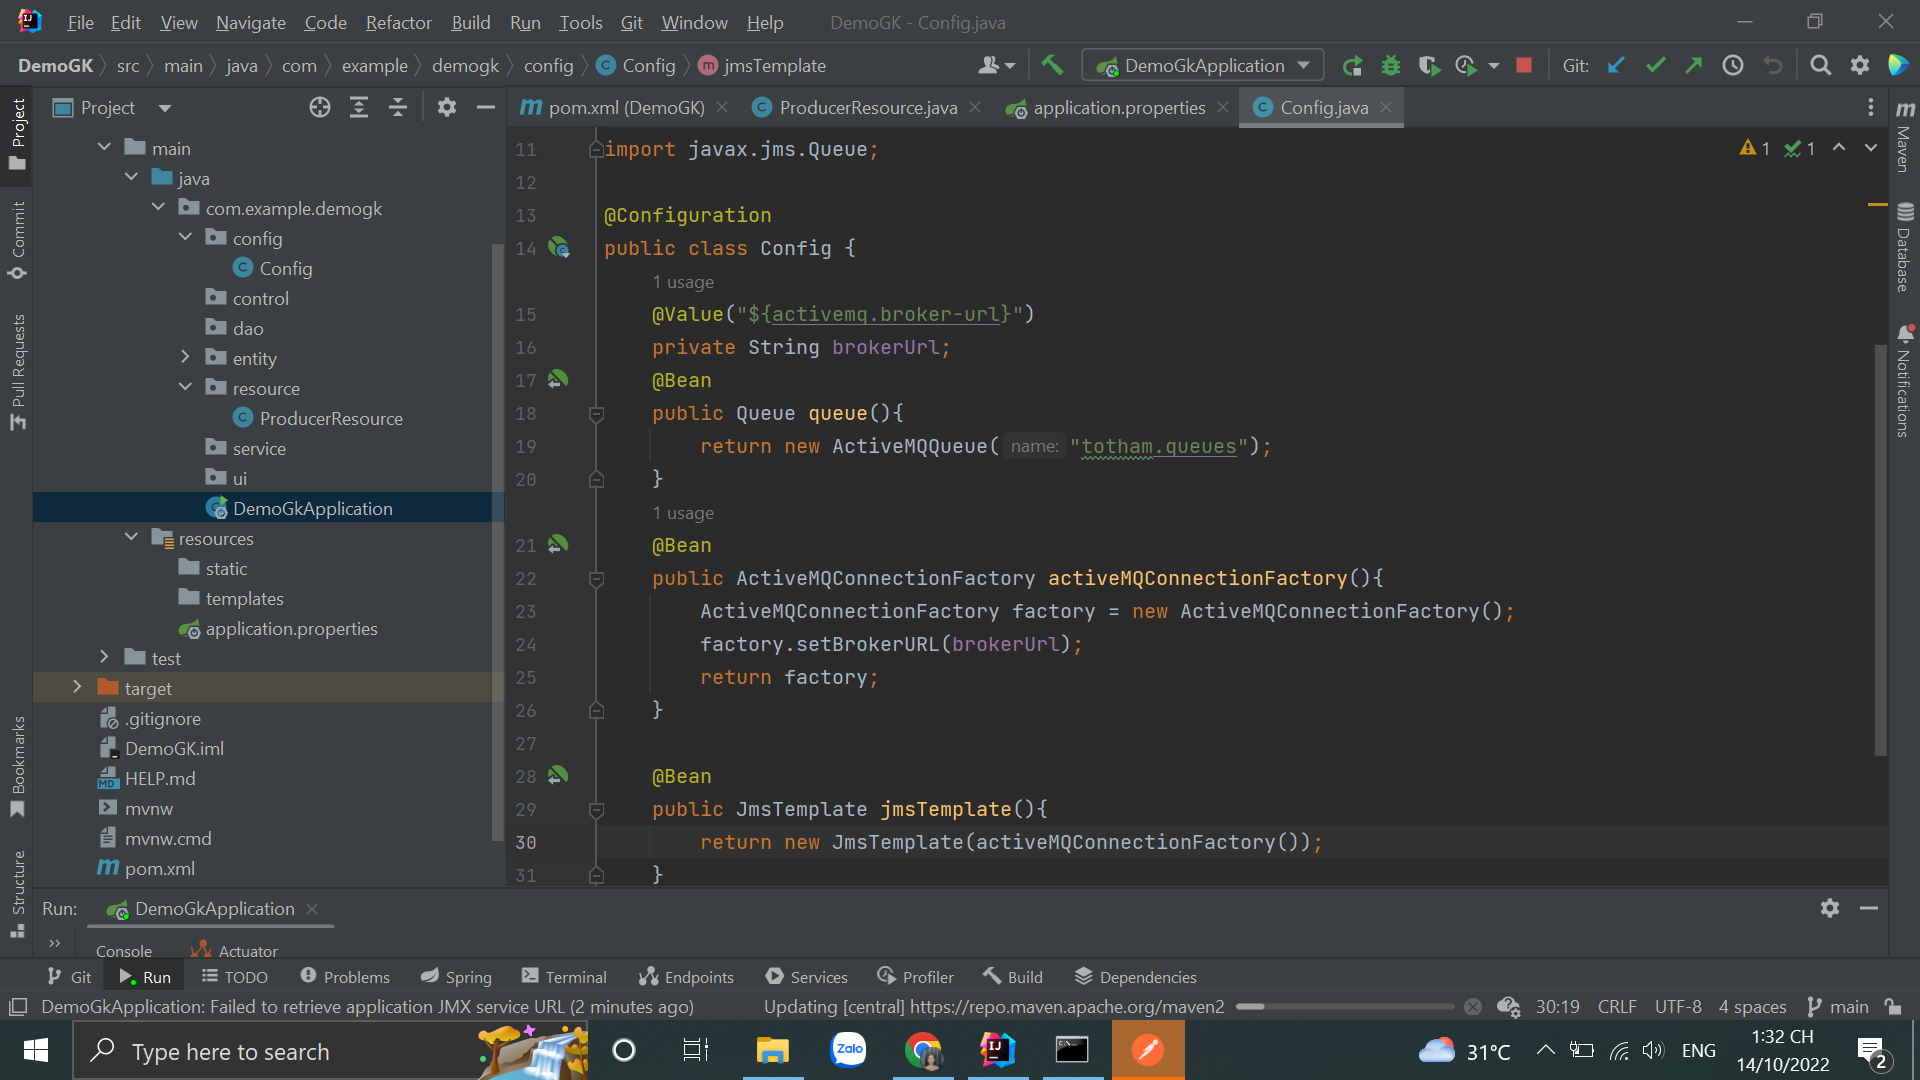 File Edit View Navigate Code Refactor Build Run Tools Git Window Help DemoGK - Config.java
DemoGK src main java com example demogk config Config jmsTemplate DemoGkApplication Git:
Project
pom.xml (DemoGK) ProducerResource.java application.properties Config.java
main
java
com.example.demogk
config
Config
control
dao
entity
resource
ProducerResource
service
ui
DemoGkApplication
resources
static
templates
application.properties
test
target
.gitignore
DemoGK.iml
HELP.md
mvnw
mvnw.cmd
pom.xml
1 1
11 import javax.jms.Queue;
12
13 @Configuration
14 public class Config {
1 usage
15 @Value("${activemq.broker-url}")
16 private String brokerUrl;
17 @Bean
18 public Queue queue(){
19 return new ActiveMQQueue( name: "totham.queues");
20 }
1 usage
21 @Bean
22 public ActiveMQConnectionFactory activeMQConnectionFactory(){
23 ActiveMQConnectionFactory factory = new ActiveMQConnectionFactory();
24 factory.setBrokerURL(brokerUrl);
25 return factory;
26 }
27
28 @Bean
29 public JmsTemplate jmsTemplate(){
30 return new JmsTemplate(activeMQConnectionFactory());
31 }
Project
Commit
Pull Requests
Bookmarks
Structure
Maven
Database
Notifications
Run: DemoGkApplication
Console Actuator
Git Run TODO Problems Spring Terminal Endpoints Services Profiler Build Dependencies
DemoGkApplication: Failed to retrieve application JMX service URL (2 minutes ago) Updating [central] https://repo.maven.apache.org/maven2 30:19 CRLF UTF-8 4 spaces main
Type here to search Zalo 31°C ENG
1:32 CH
14/10/2022
2